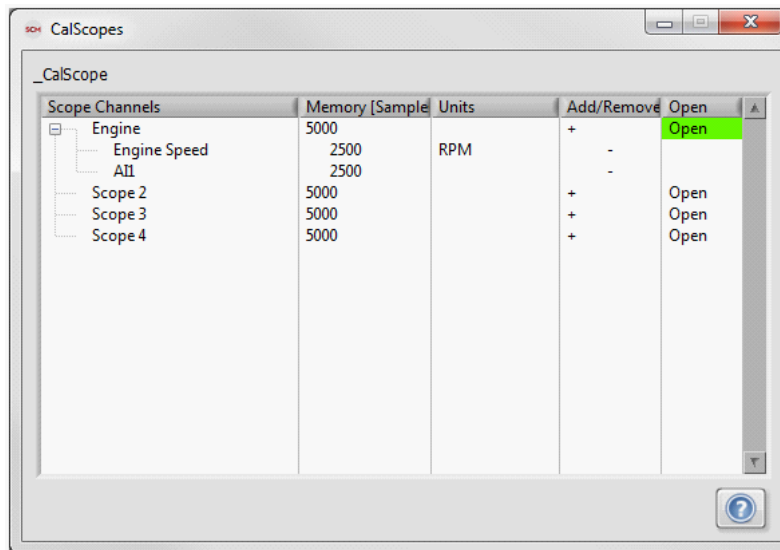 SCM CalScopes
_CalScope
Scope Channels Memory [Sample Units Add/Remove Open
Engine 5000 + Open
Engine Speed 2500 RPM -
AI1 2500 -
Scope 2 5000 + Open
Scope 3 5000 + Open
Scope 4 5000 + Open
?